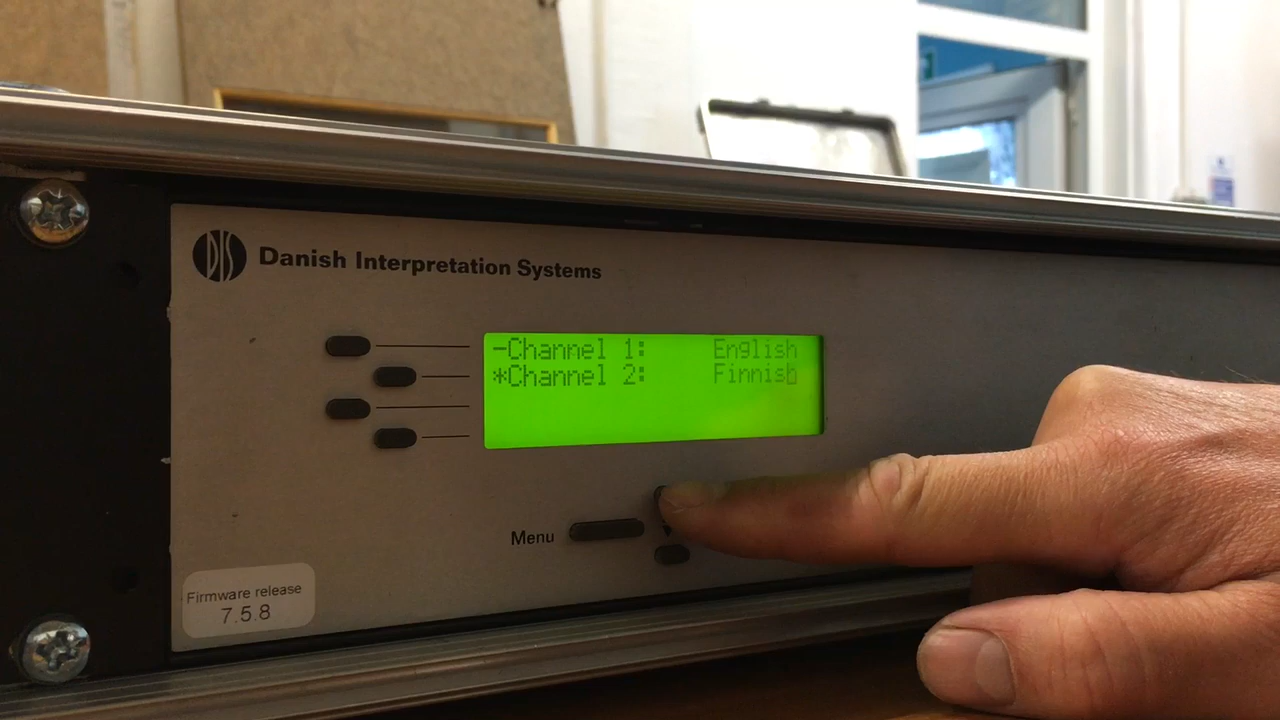 DIS
Danish Interpretation Systems
-Channel 1: English
*Channel 2: Finnish
Menu
Firmware release
7.5.8